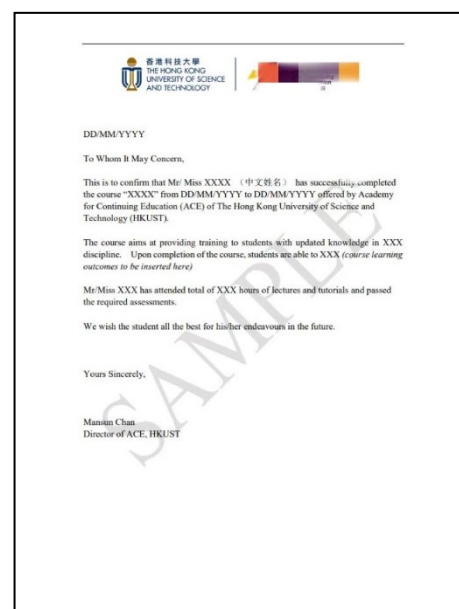 香港科技大學
THE HONG KONG
UNIVERSITY OF SCIENCE
AND TECHNOLOGY
DD/MM/YYYY
To Whom It May Concern,
This is to confirm that Mr/ Miss XXXX （中文姓名） has successfully completed
the course “XXXX” from DD/MM/YYYY to DD/MM/YYYY offered by Academy
for Continuing Education (ACE) of The Hong Kong University of Science and
Technology (HKUST).
The course aims at providing training to students with updated knowledge in XXX
discipline. Upon completion of the course, students are able to XXX (course learning
outcomes to be inserted here)
Mr/Miss XXX has attended total of XXX hours of lectures and tutorials and passed
the required assessments.
We wish the student all the best for his/her endeavours in the future.
Yours Sincerely,
Mansun Chan
Director of ACE, HKUST
SAMPLE